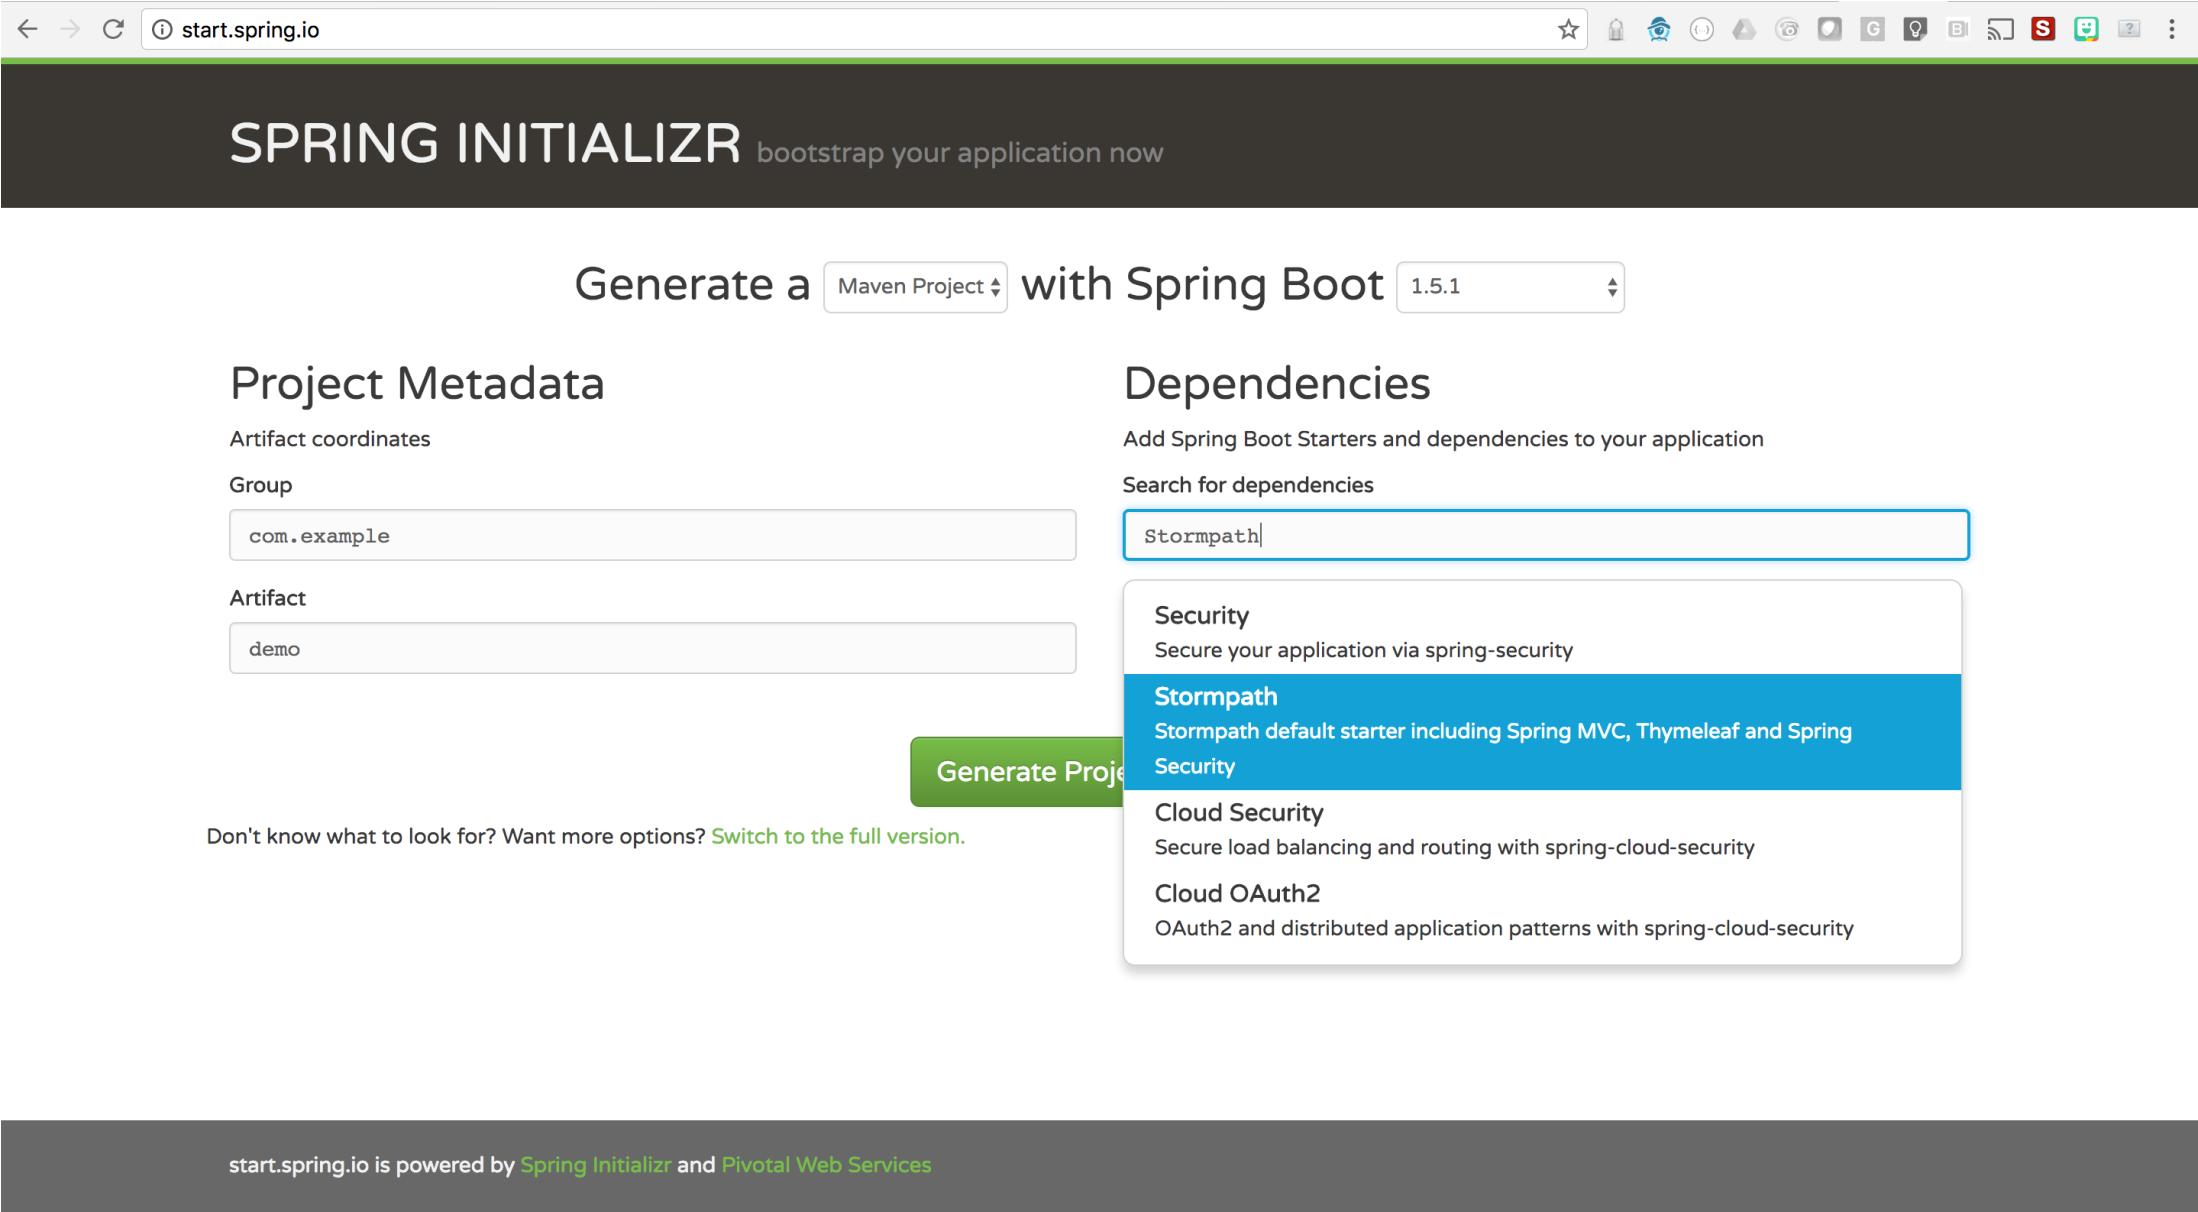 start.spring.io
SPRING INITIALIZR bootstrap your application now
Generate a Maven Project with Spring Boot 1.5.1
Project Metadata
Artifact coordinates
Group
com.example
Artifact
demo
Dependencies
Add Spring Boot Starters and dependencies to your application
Search for dependencies
Stormpath
Security
Secure your application via spring-security
Stormpath
Stormpath default starter including Spring MVC, Thymeleaf and Spring
Security
Cloud Security
Secure load balancing and routing with spring-cloud-security
Cloud OAuth2
OAuth2 and distributed application patterns with spring-cloud-security
Generate Proje
Don't know what to look for? Want more options? Switch to the full version.
start.spring.io is powered by Spring Initializr and Pivotal Web Services